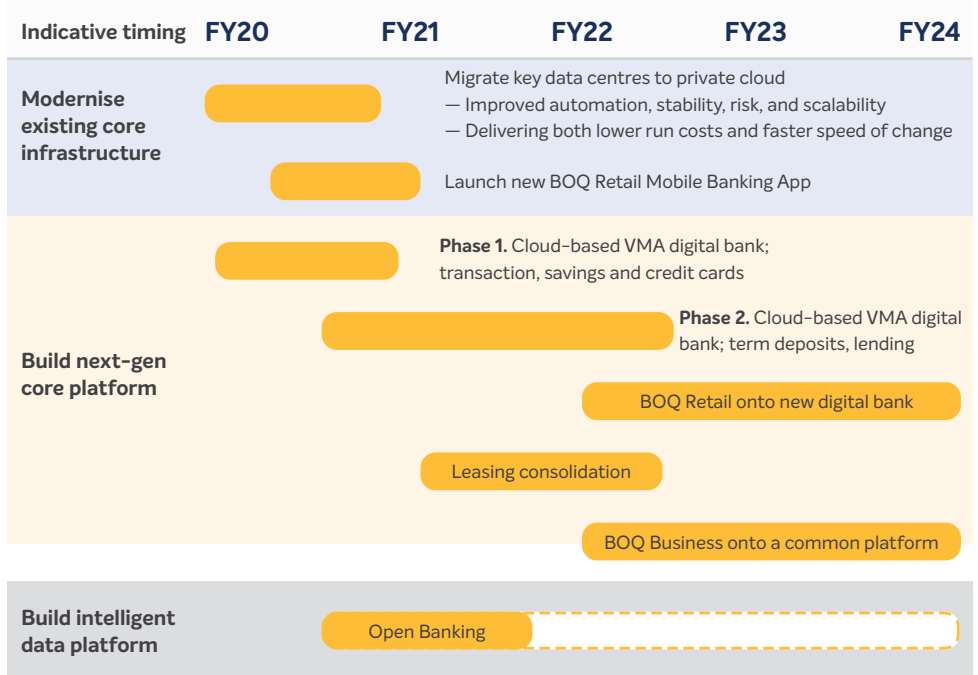 Indicative timing FY20 FY21 FY22 FY23 FY24
Modernise
existing core
infrastructure
Migrate key data centres to private cloud
— Improved automation, stability, risk, and scalability
— Delivering both lower run costs and faster speed of change
Launch new BOQ Retail Mobile Banking App
Build next-gen
core platform
Phase 1. Cloud-based VMA digital bank;
transaction, savings and credit cards
Phase 2. Cloud-based VMA digital
bank; term deposits, lending
BOQ Retail onto new digital bank
Leasing consolidation
BOQ Business onto a common platform
Build intelligent
data platform
Open Banking